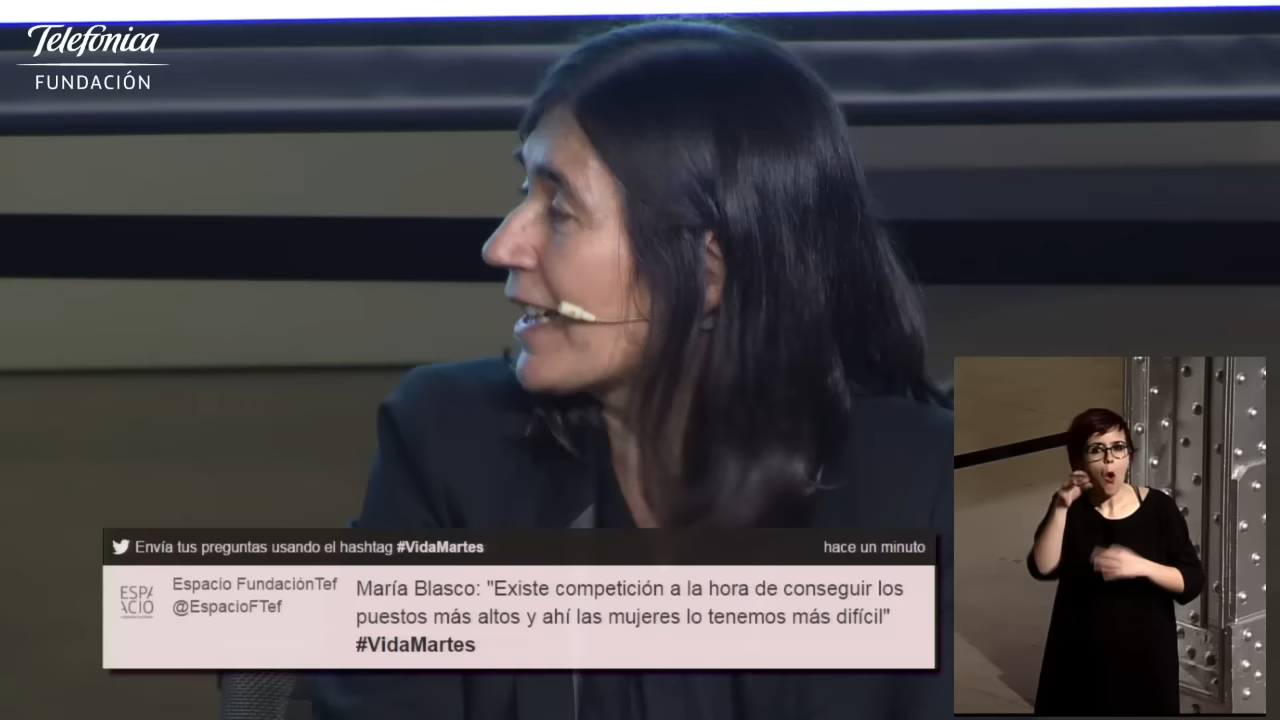 Telefónica
FUNDACIÓN
Envía tus preguntas usando el hashtag #VidaMartes
hace un minuto
ESPA
ACIO
Espacio FundaciónTef
@EspacioFTef
María Blasco: "Existe competición a la hora de conseguir los
puestos más altos y ahí las mujeres lo tenemos más difícil"
#VidaMartes